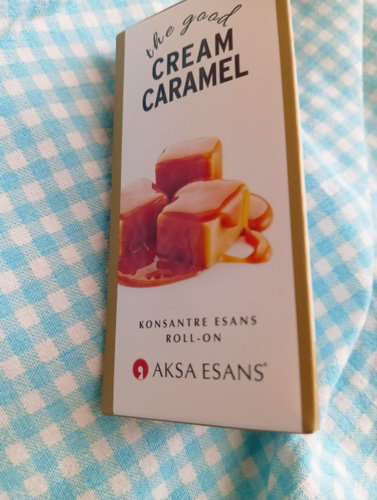 the good
CREAM
CARAMEL
KONSANTRE ESANS
ROLL-ON
AKSA ESANS®